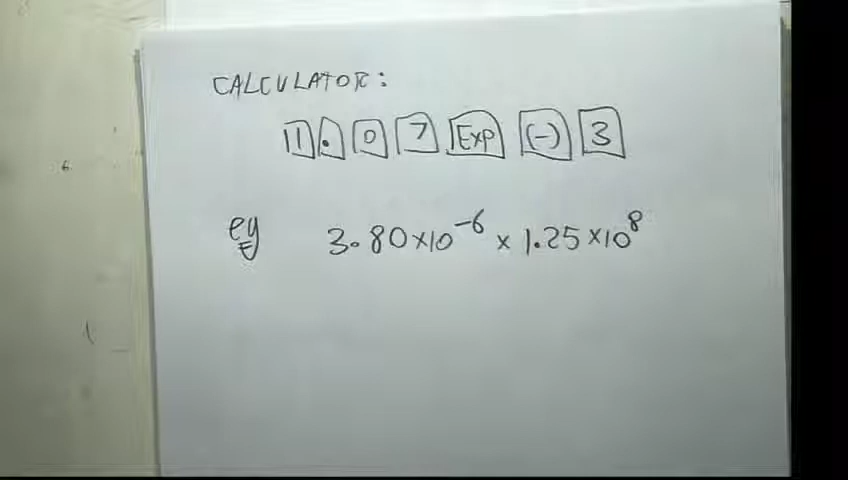 CALCULATOR:
1 . 0 7 Exp (-) 3
eg 3.80×10⁻⁶ × 1.25×10⁸